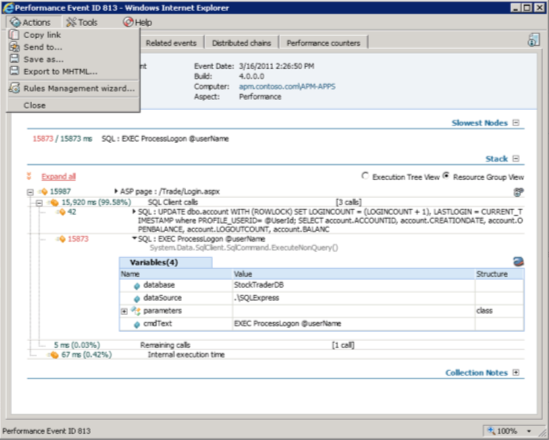 Performance Event ID 813 - Windows Internet Explorer
Actions Tools Help
Copy link
Send to...
Save as...
Export to MHTML...
Rules Management wizard...
Close
Related events Distributed chains Performance counters
nt Event Date: 3/16/2011 2:26:50 PM
Build: 4.0.0.0
Computer: apm.contoso.com\APM-APPS
Aspect: Performance
Slowest Nodes
15873 / 15873 ms SQL : EXEC ProcessLogon @userName
Stack
Expand all Execution Tree View Resource Group View
15987 ASP page : /Trade/Login.aspx
15,920 ms (99.58%) SQL Client calls [3 calls]
42 SQL : UPDATE dbo.account WITH (ROWLOCK) SET LOGINCOUNT = (LOGINCOUNT + 1), LASTLOGIN = CURRENT_T
IMESTAMP where PROFILE_USERID= @UserId; SELECT account.ACCOUNTID, account.CREATIONDATE, account.O
PENBALANCE, account.LOGOUTCOUNT, account.BALANC
15873 SQL : EXEC ProcessLogon @userName
System.Data.SqlClient.SqlCommand.ExecuteNonQuery()
Variables(4)
Name Value Structure
database StockTraderDB
dataSource .\SQLExpress
parameters class
cmdText EXEC ProcessLogon @userName
5 ms (0.03%) Remaining calls [1 call]
67 ms (0.42%) Internal execution time
Collection Notes
Performance Event ID 813 100%